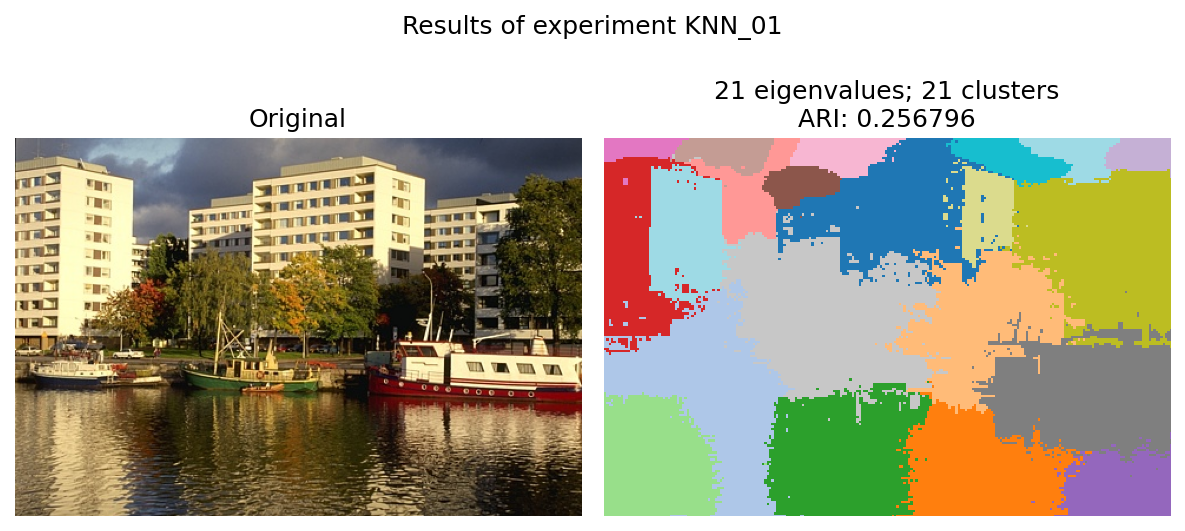 Results of experiment KNN_01
Original
21 eigenvalues; 21 clusters
ARI: 0.256796